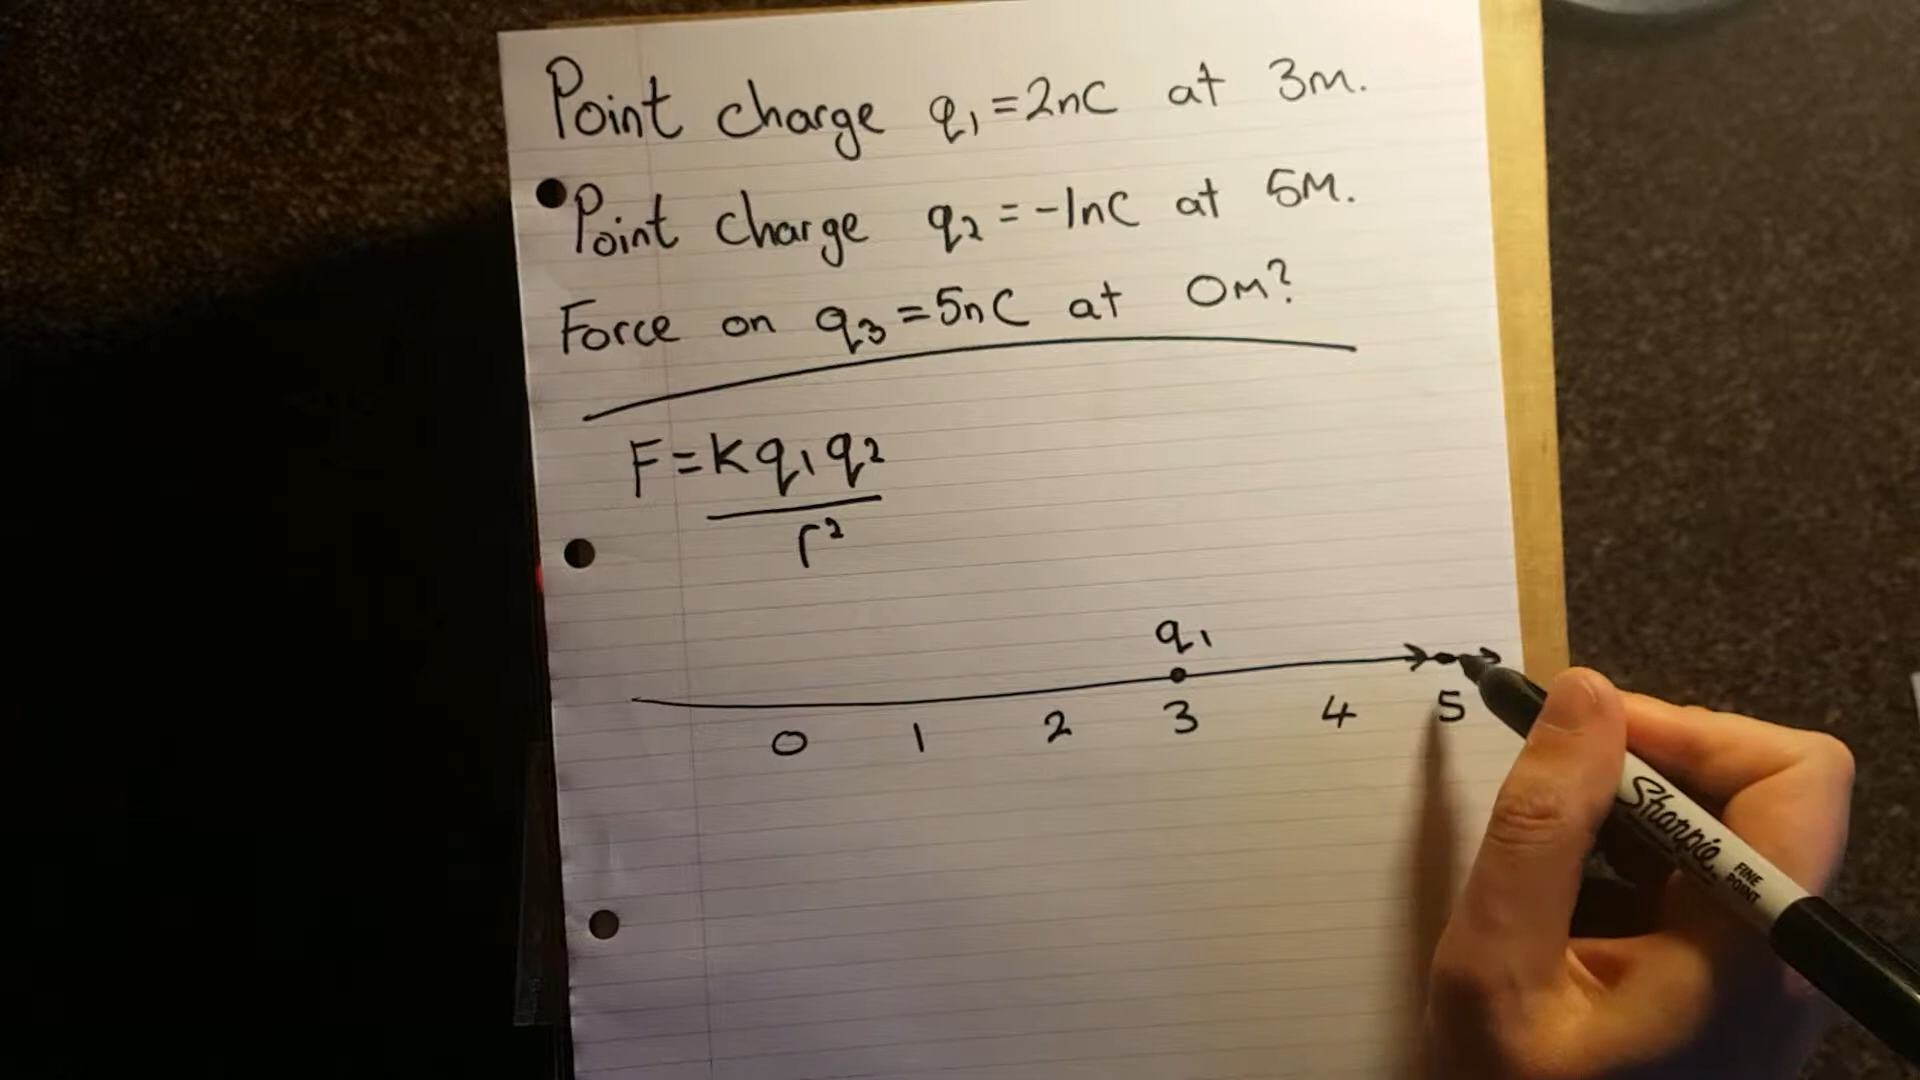 Point charge q₁=2nC at 3m.
Point charge q₂=-1nC at 5m.
Force on q₃=5nC at 0m?
F=kq₁q₂
r²
q₁
0 1 2 3 4 5
Sharpie
FINE
POINT